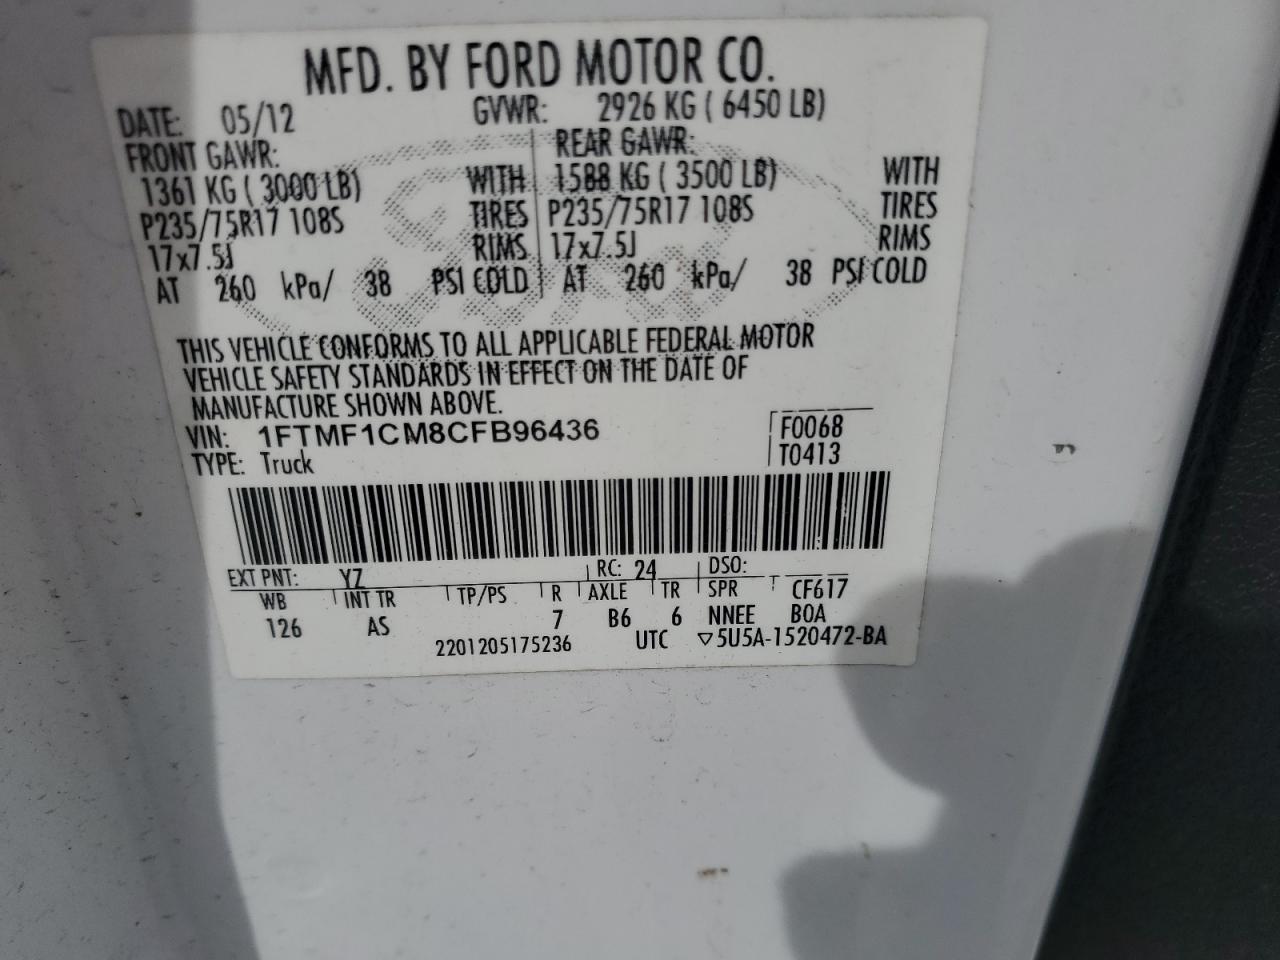 MFD. BY FORD MOTOR CO.
DATE: 05/12 GVWR: 2926 KG ( 6450 LB)
FRONT GAWR: REAR GAWR:
1361 KG ( 3000 LB) WITH 1588 KG ( 3500 LB) WITH
P235/75R17 108S TIRES P235/75R17 108S TIRES
17x7.5J RIMS 17x7.5J RIMS
AT 260 kPa/ 38 PSI COLD AT 260 kPa/ 38 PSI COLD
THIS VEHICLE CONFORMS TO ALL APPLICABLE FEDERAL MOTOR
VEHICLE SAFETY STANDARDS IN EFFECT ON THE DATE OF
MANUFACTURE SHOWN ABOVE.
VIN: 1FTMF1CM8CFB96436 F0068
TYPE: Truck T0413
EXT PNT: YZ RC: 24 DSO:
WB INT TR TP/PS R AXLE TR SPR CF617
126 AS 7 B6 6 NNEE B0A
2201205175236 UTC ▽5U5A-1520472-BA